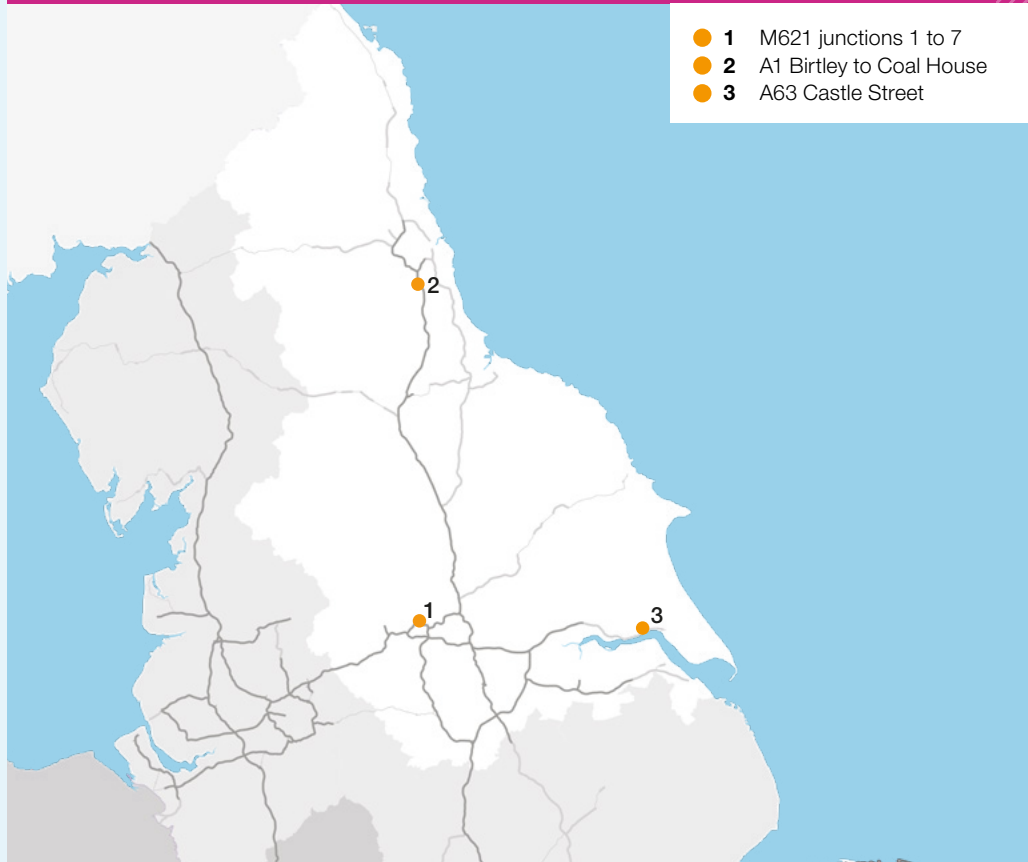 1 M621 junctions 1 to 7
2 A1 Birtley to Coal House
3 A63 Castle Street
2
1
3